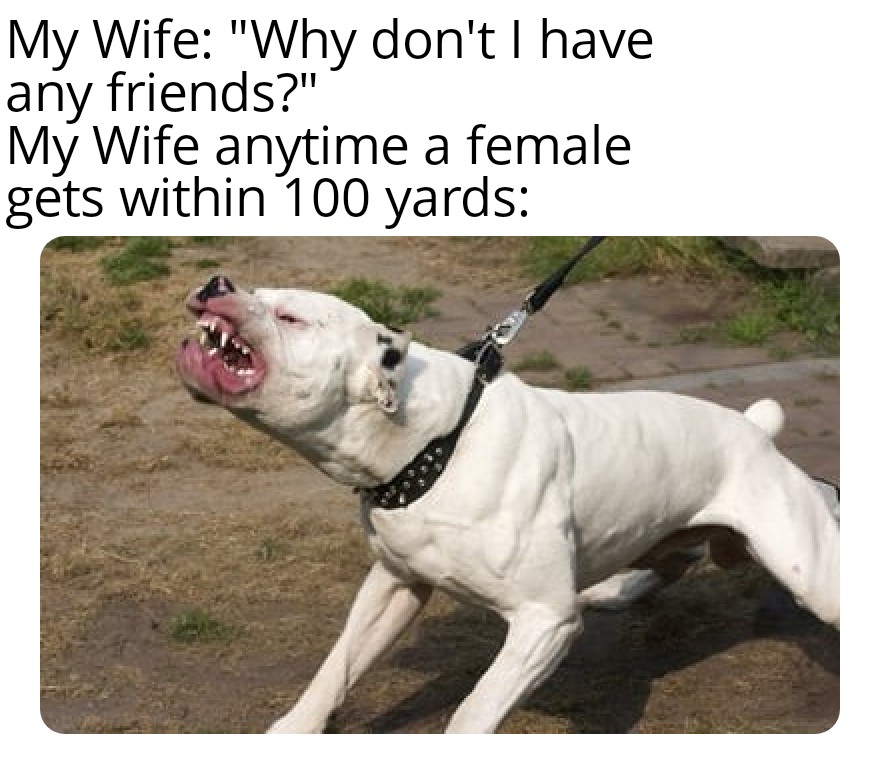 My Wife: "Why don't I have
any friends?"
My Wife anytime a female
gets within 100 yards: